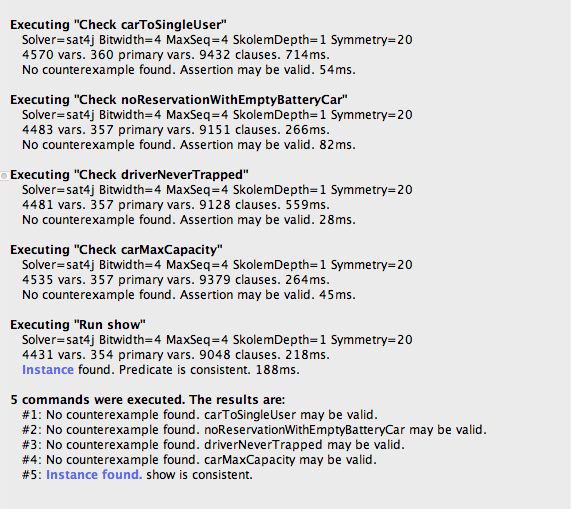 Executing "Check carToSingleUser"
Solver=sat4j Bitwidth=4 MaxSeq=4 SkolemDepth=1 Symmetry=20
4570 vars. 360 primary vars. 9432 clauses. 714ms.
No counterexample found. Assertion may be valid. 54ms.
Executing "Check noReservationWithEmptyBatteryCar"
Solver=sat4j Bitwidth=4 MaxSeq=4 SkolemDepth=1 Symmetry=20
4483 vars. 357 primary vars. 9151 clauses. 266ms.
No counterexample found. Assertion may be valid. 82ms.
Executing "Check driverNeverTrapped"
Solver=sat4j Bitwidth=4 MaxSeq=4 SkolemDepth=1 Symmetry=20
4481 vars. 357 primary vars. 9128 clauses. 559ms.
No counterexample found. Assertion may be valid. 28ms.
Executing "Check carMaxCapacity"
Solver=sat4j Bitwidth=4 MaxSeq=4 SkolemDepth=1 Symmetry=20
4535 vars. 357 primary vars. 9379 clauses. 264ms.
No counterexample found. Assertion may be valid. 45ms.
Executing "Run show"
Solver=sat4j Bitwidth=4 MaxSeq=4 SkolemDepth=1 Symmetry=20
4431 vars. 354 primary vars. 9048 clauses. 218ms.
Instance found. Predicate is consistent. 188ms.
5 commands were executed. The results are:
#1: No counterexample found. carToSingleUser may be valid.
#2: No counterexample found. noReservationWithEmptyBatteryCar may be valid.
#3: No counterexample found. driverNeverTrapped may be valid.
#4: No counterexample found. carMaxCapacity may be valid.
#5: Instance found. show is consistent.